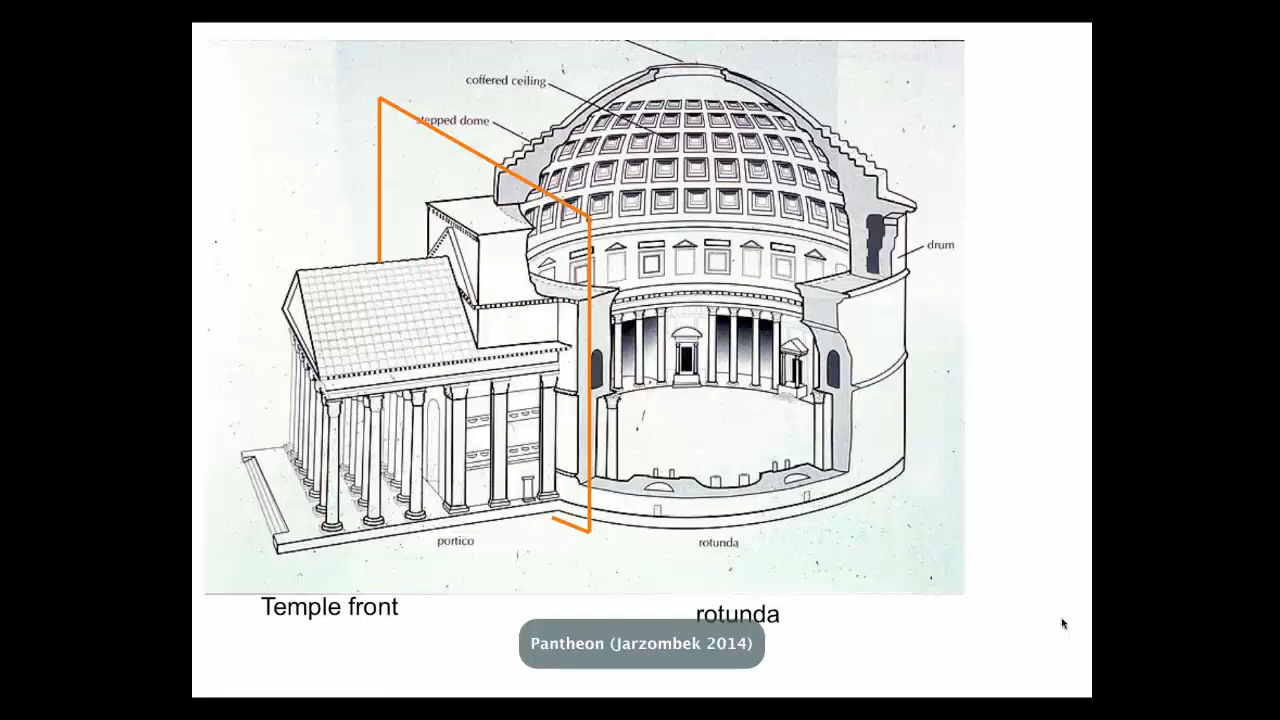 coffered ceiling
stepped dome
drum
portico
rotunda
Temple front
rotunda
Pantheon (Jarzombek 2014)